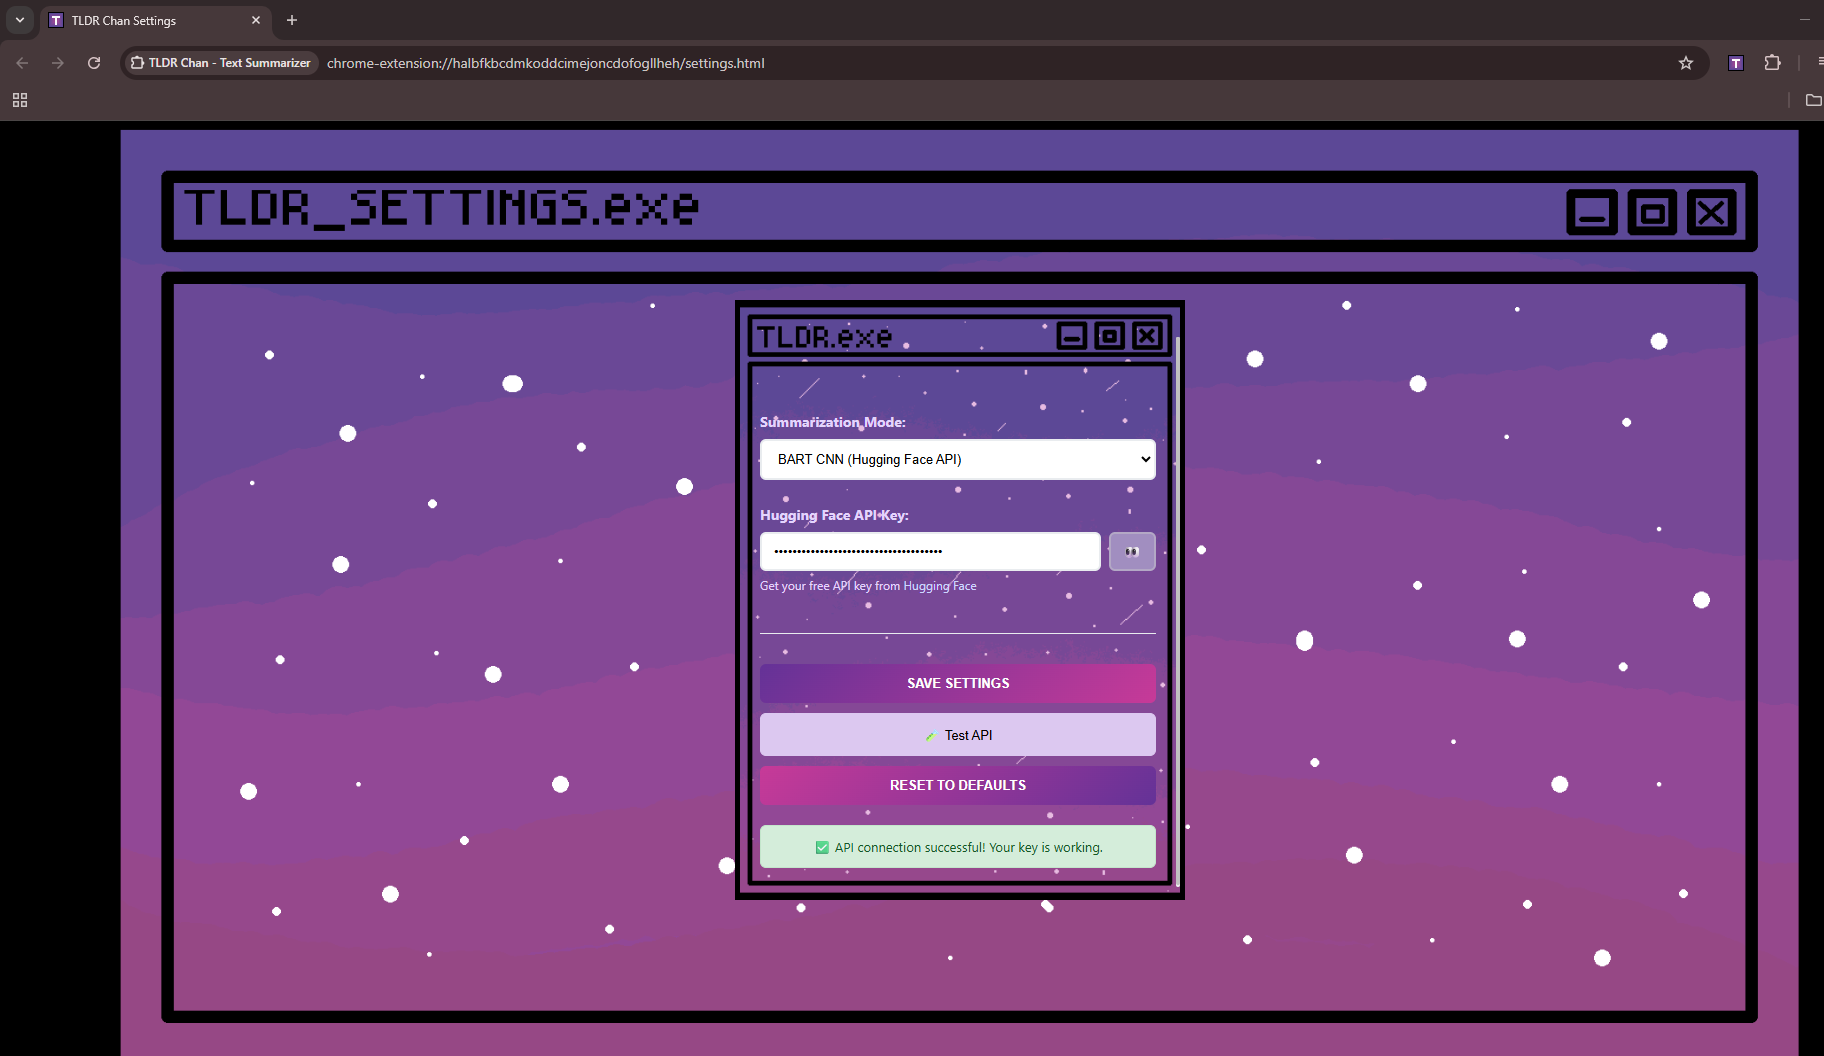 TLDR Chan Settings
TLDR Chan - Text Summarizer chrome-extension://halbfkbcdmkoddcimejoncdofogllheh/settings.html
TLDR_SETTINGS.exe
TLDR.exe
Summarization Mode:
BART CNN (Hugging Face API)
Hugging Face API Key:
••••••••••••••••••••••••••••••••••••••
Get your free API key from Hugging Face
SAVE SETTINGS
Test API
RESET TO DEFAULTS
✅ API connection successful! Your key is working.